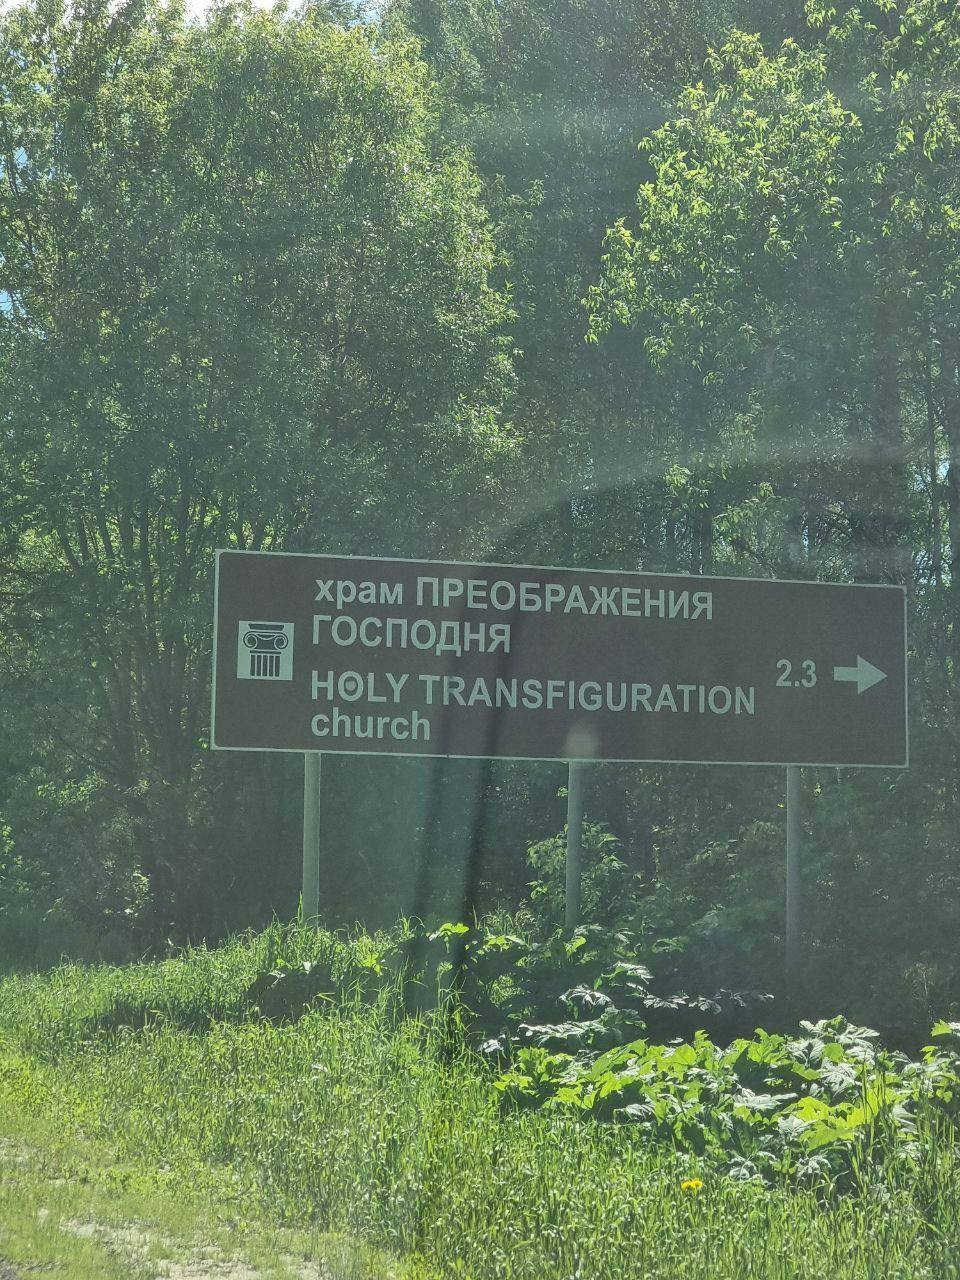 храм ПРЕОБРАЖЕНИЯ
ГОСПОДНЯ
HOLY TRANSFIGURATION
church
2.3